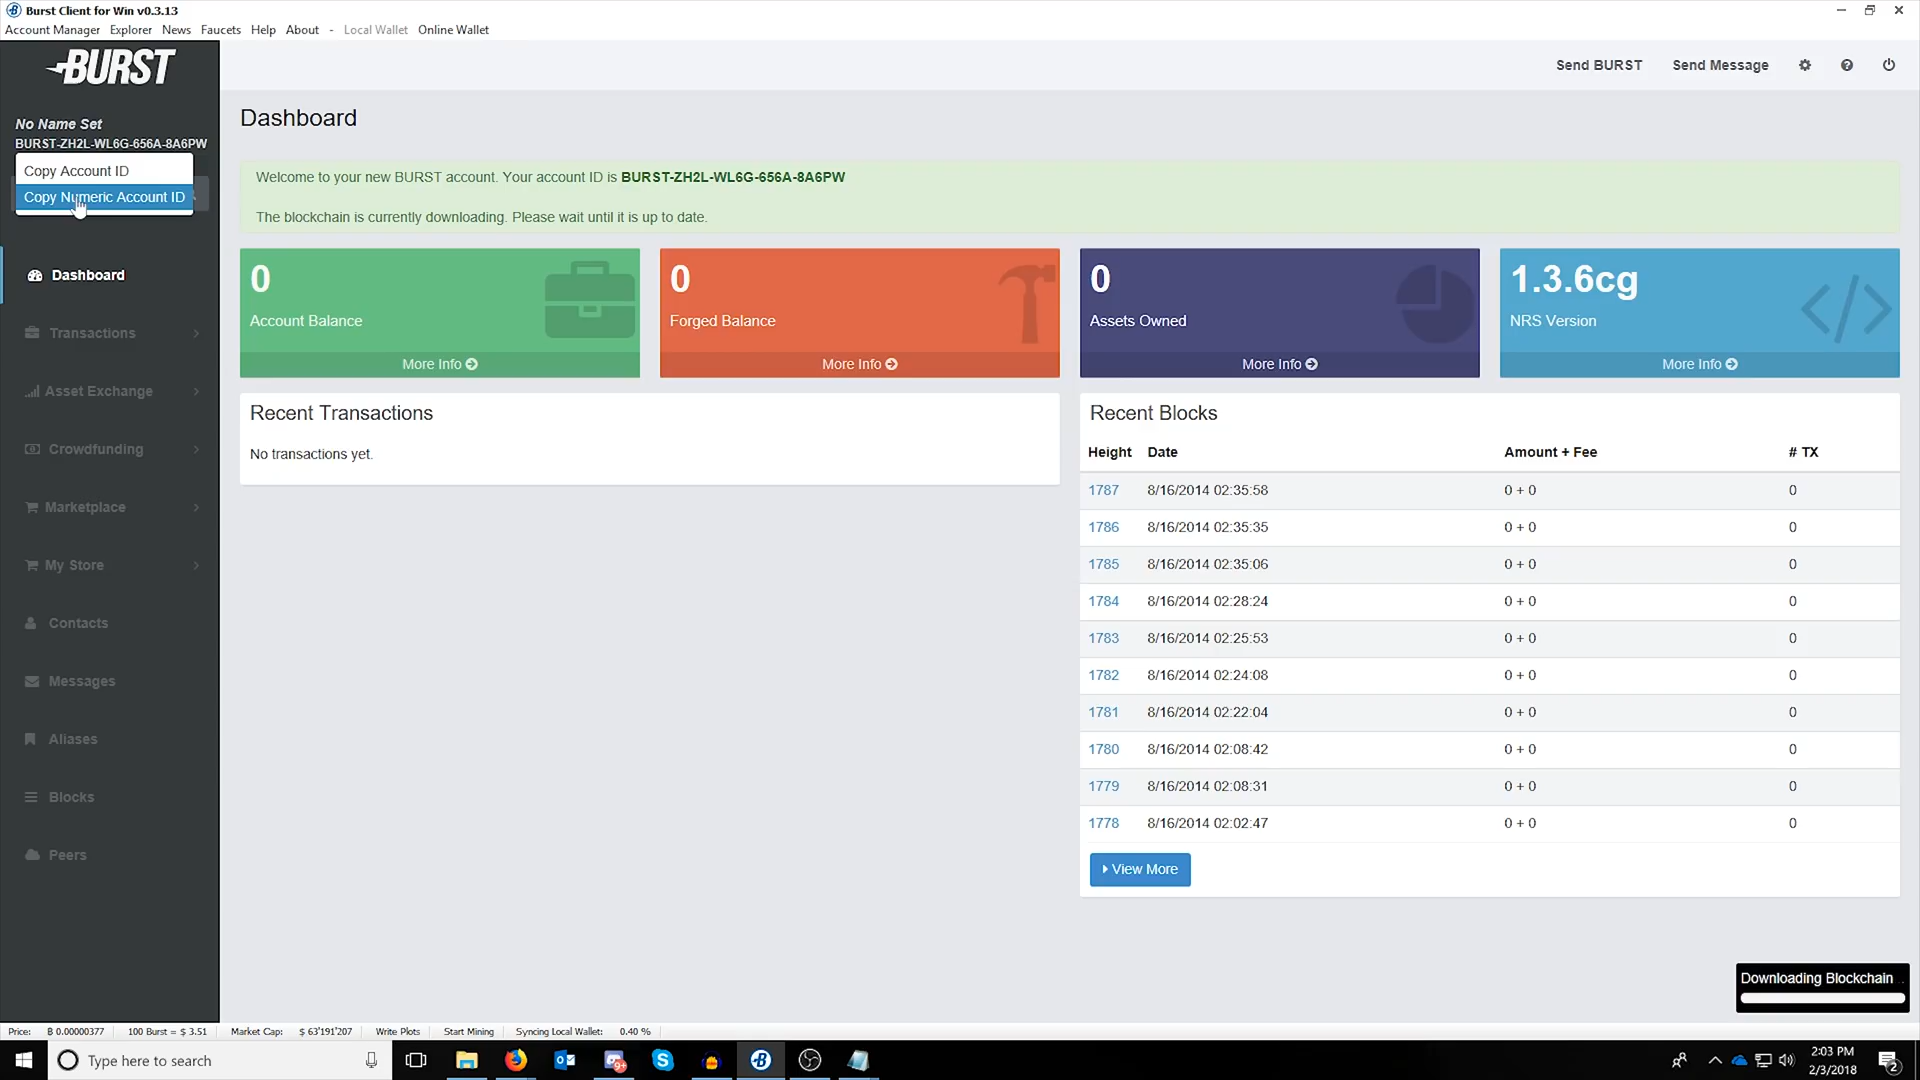 Burst Client for Win v0.3.13
Account Manager Explorer News Faucets Help About - Local Wallet Online Wallet
BURST
Send BURST Send Message
No Name Set
BURST-ZH2L-WL6G-656A-8A6PW
Copy Account ID
Copy Numeric Account ID
Dashboard
Transactions
Asset Exchange
Crowdfunding
Marketplace
My Store
Contacts
Messages
Aliases
Blocks
Peers
Dashboard
Welcome to your new BURST account. Your account ID is BURST-ZH2L-WL6G-656A-8A6PW
The blockchain is currently downloading. Please wait until it is up to date.
0
Account Balance
More Info
0
Forged Balance
More Info
0
Assets Owned
More Info
1.3.6cg
NRS Version
More Info
Recent Transactions
No transactions yet.
Recent Blocks
Height Date Amount + Fee # TX
1787 8/16/2014 02:35:58 0 + 0 0
1786 8/16/2014 02:35:35 0 + 0 0
1785 8/16/2014 02:35:06 0 + 0 0
1784 8/16/2014 02:28:24 0 + 0 0
1783 8/16/2014 02:25:53 0 + 0 0
1782 8/16/2014 02:24:08 0 + 0 0
1781 8/16/2014 02:22:04 0 + 0 0
1780 8/16/2014 02:08:42 0 + 0 0
1779 8/16/2014 02:08:31 0 + 0 0
1778 8/16/2014 02:02:47 0 + 0 0
View More
Downloading Blockchain
Price: B 0.00000377 100 Burst = $ 3.51 Market Cap: $ 63'191'207 Write Plots Start Mining Syncing Local Wallet: 0.40 %
Type here to search
9+
2:03 PM
2/3/2018
2